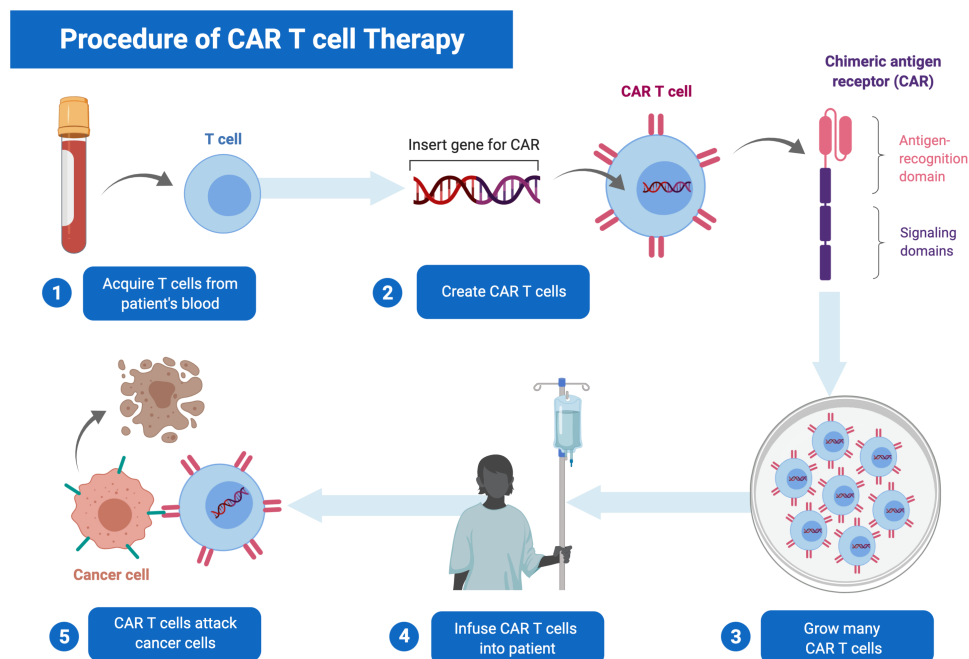 Procedure of CAR T cell Therapy
T cell
Insert gene for CAR
CAR T cell
Chimeric antigen
receptor (CAR)
Antigen-
recognition
domain
Signaling
domains
1
Acquire T cells from
patient's blood
2
Create CAR T cells
Cancer cell
5
CAR T cells attack
cancer cells
4
Infuse CAR T cells
into patient
3
Grow many
CAR T cells